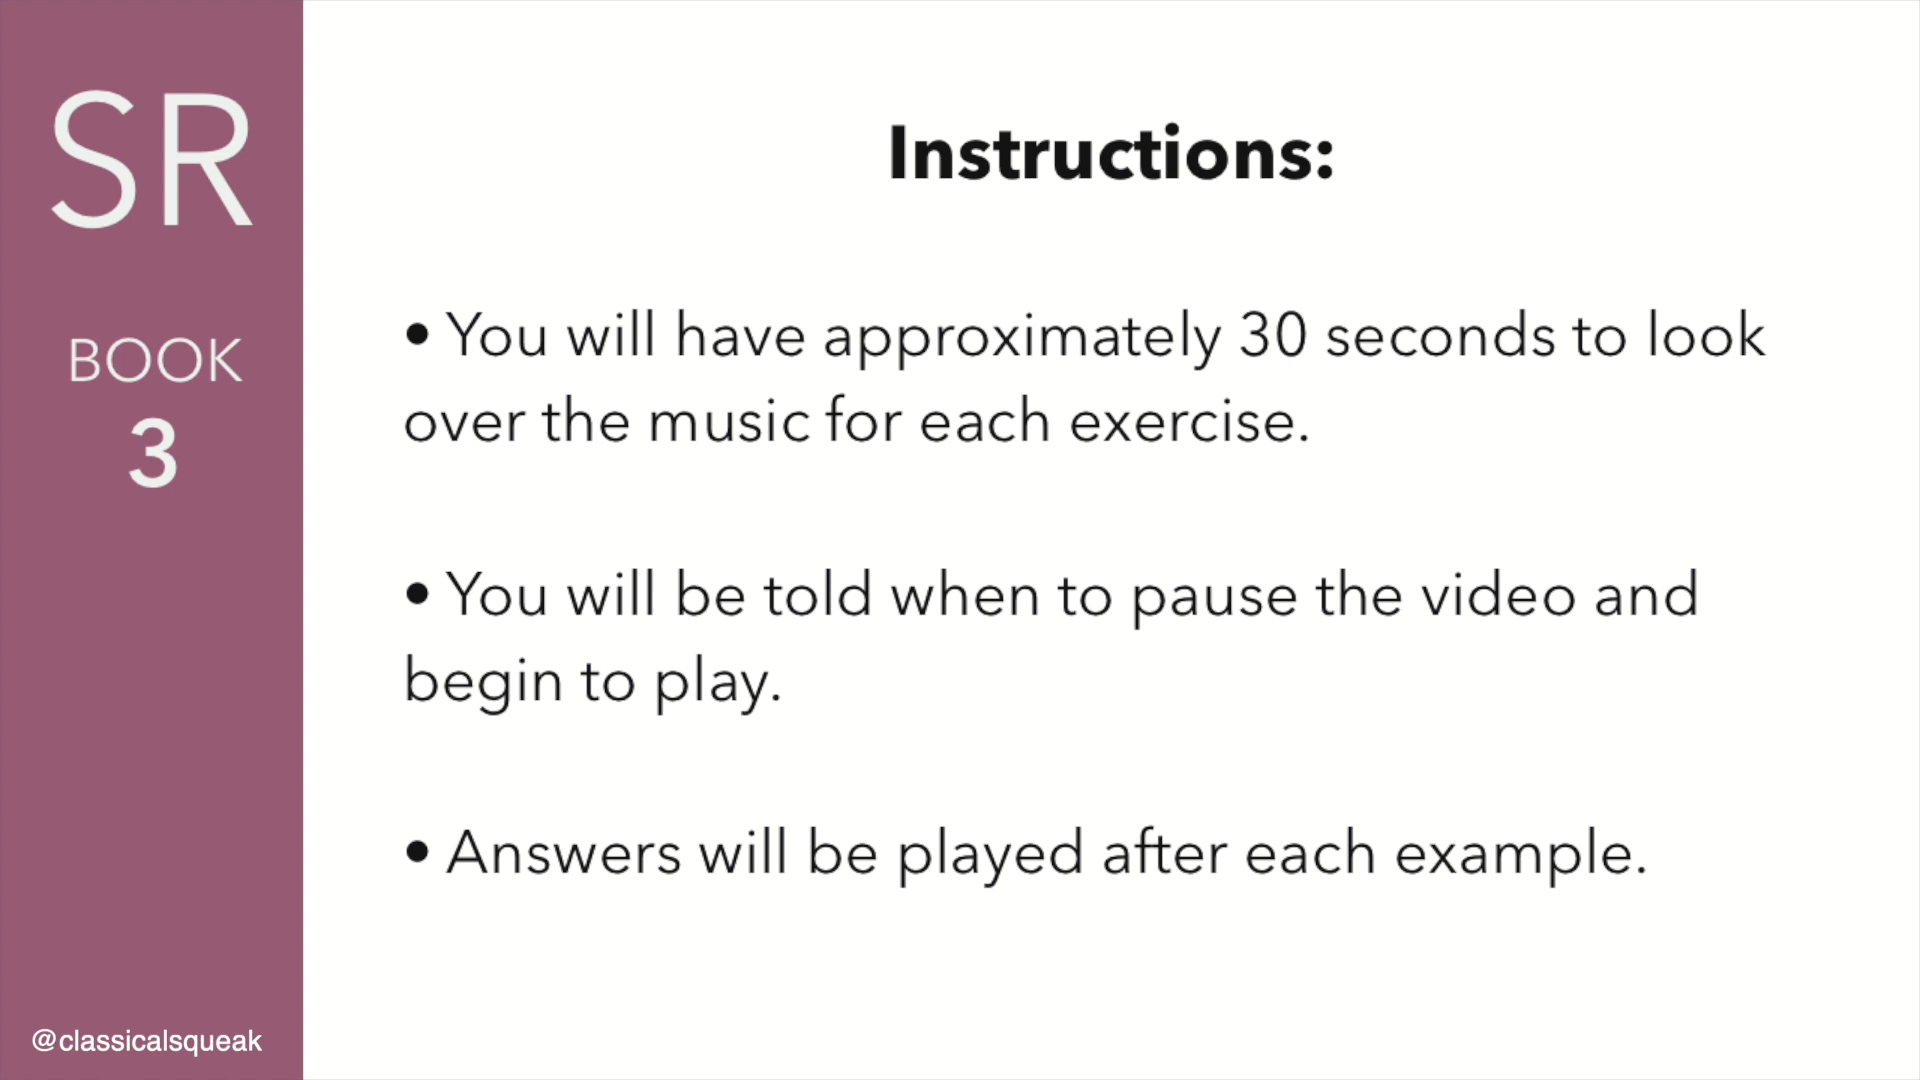 SR
BOOK
3
@classicalsqueak
Instructions:
• You will have approximately 30 seconds to look
over the music for each exercise.
• You will be told when to pause the video and
begin to play.
• Answers will be played after each example.